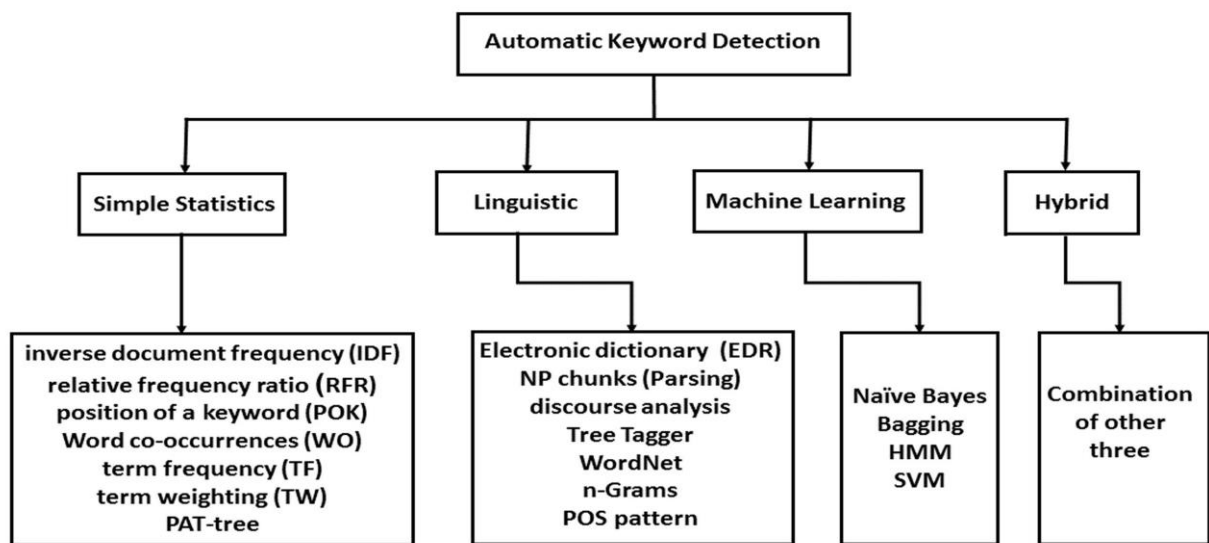 Automatic Keyword Detection
Simple Statistics
Linguistic
Machine Learning
Hybrid
inverse document frequency (IDF)
relative frequency ratio (RFR)
position of a keyword (POK)
Word co-occurrences (WO)
term frequency (TF)
term weighting (TW)
PAT-tree
Electronic dictionary (EDR)
NP chunks (Parsing)
discourse analysis
Tree Tagger
WordNet
n-Grams
POS pattern
Naïve Bayes
Bagging
HMM
SVM
Combination
of other
three